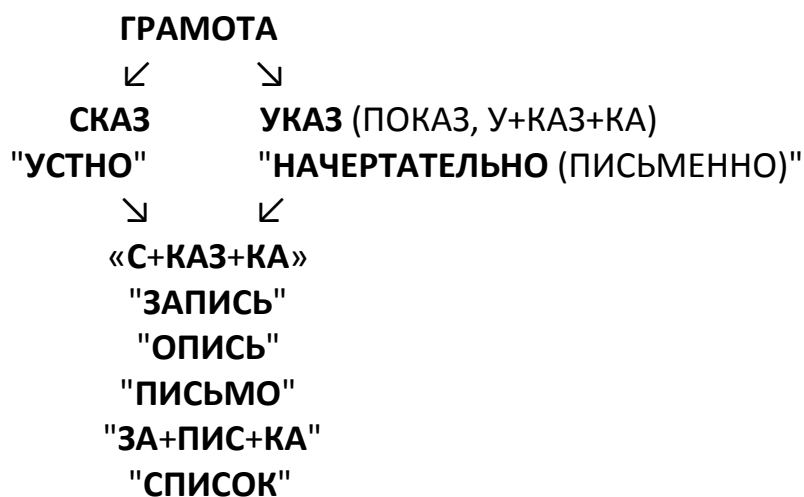 ГРАМОТА
↙ ↘
СКАЗ УКАЗ (ПОКАЗ, У+КАЗ+КА)
"УСТНО" "НАЧЕРТАТЕЛЬНО (ПИСЬМЕННО)"
↘ ↙
«С+КАЗ+КА»
"ЗАПИСЬ"
"ОПИСЬ"
"ПИСЬМО"
"ЗА+ПИС+КА"
"СПИСОК"